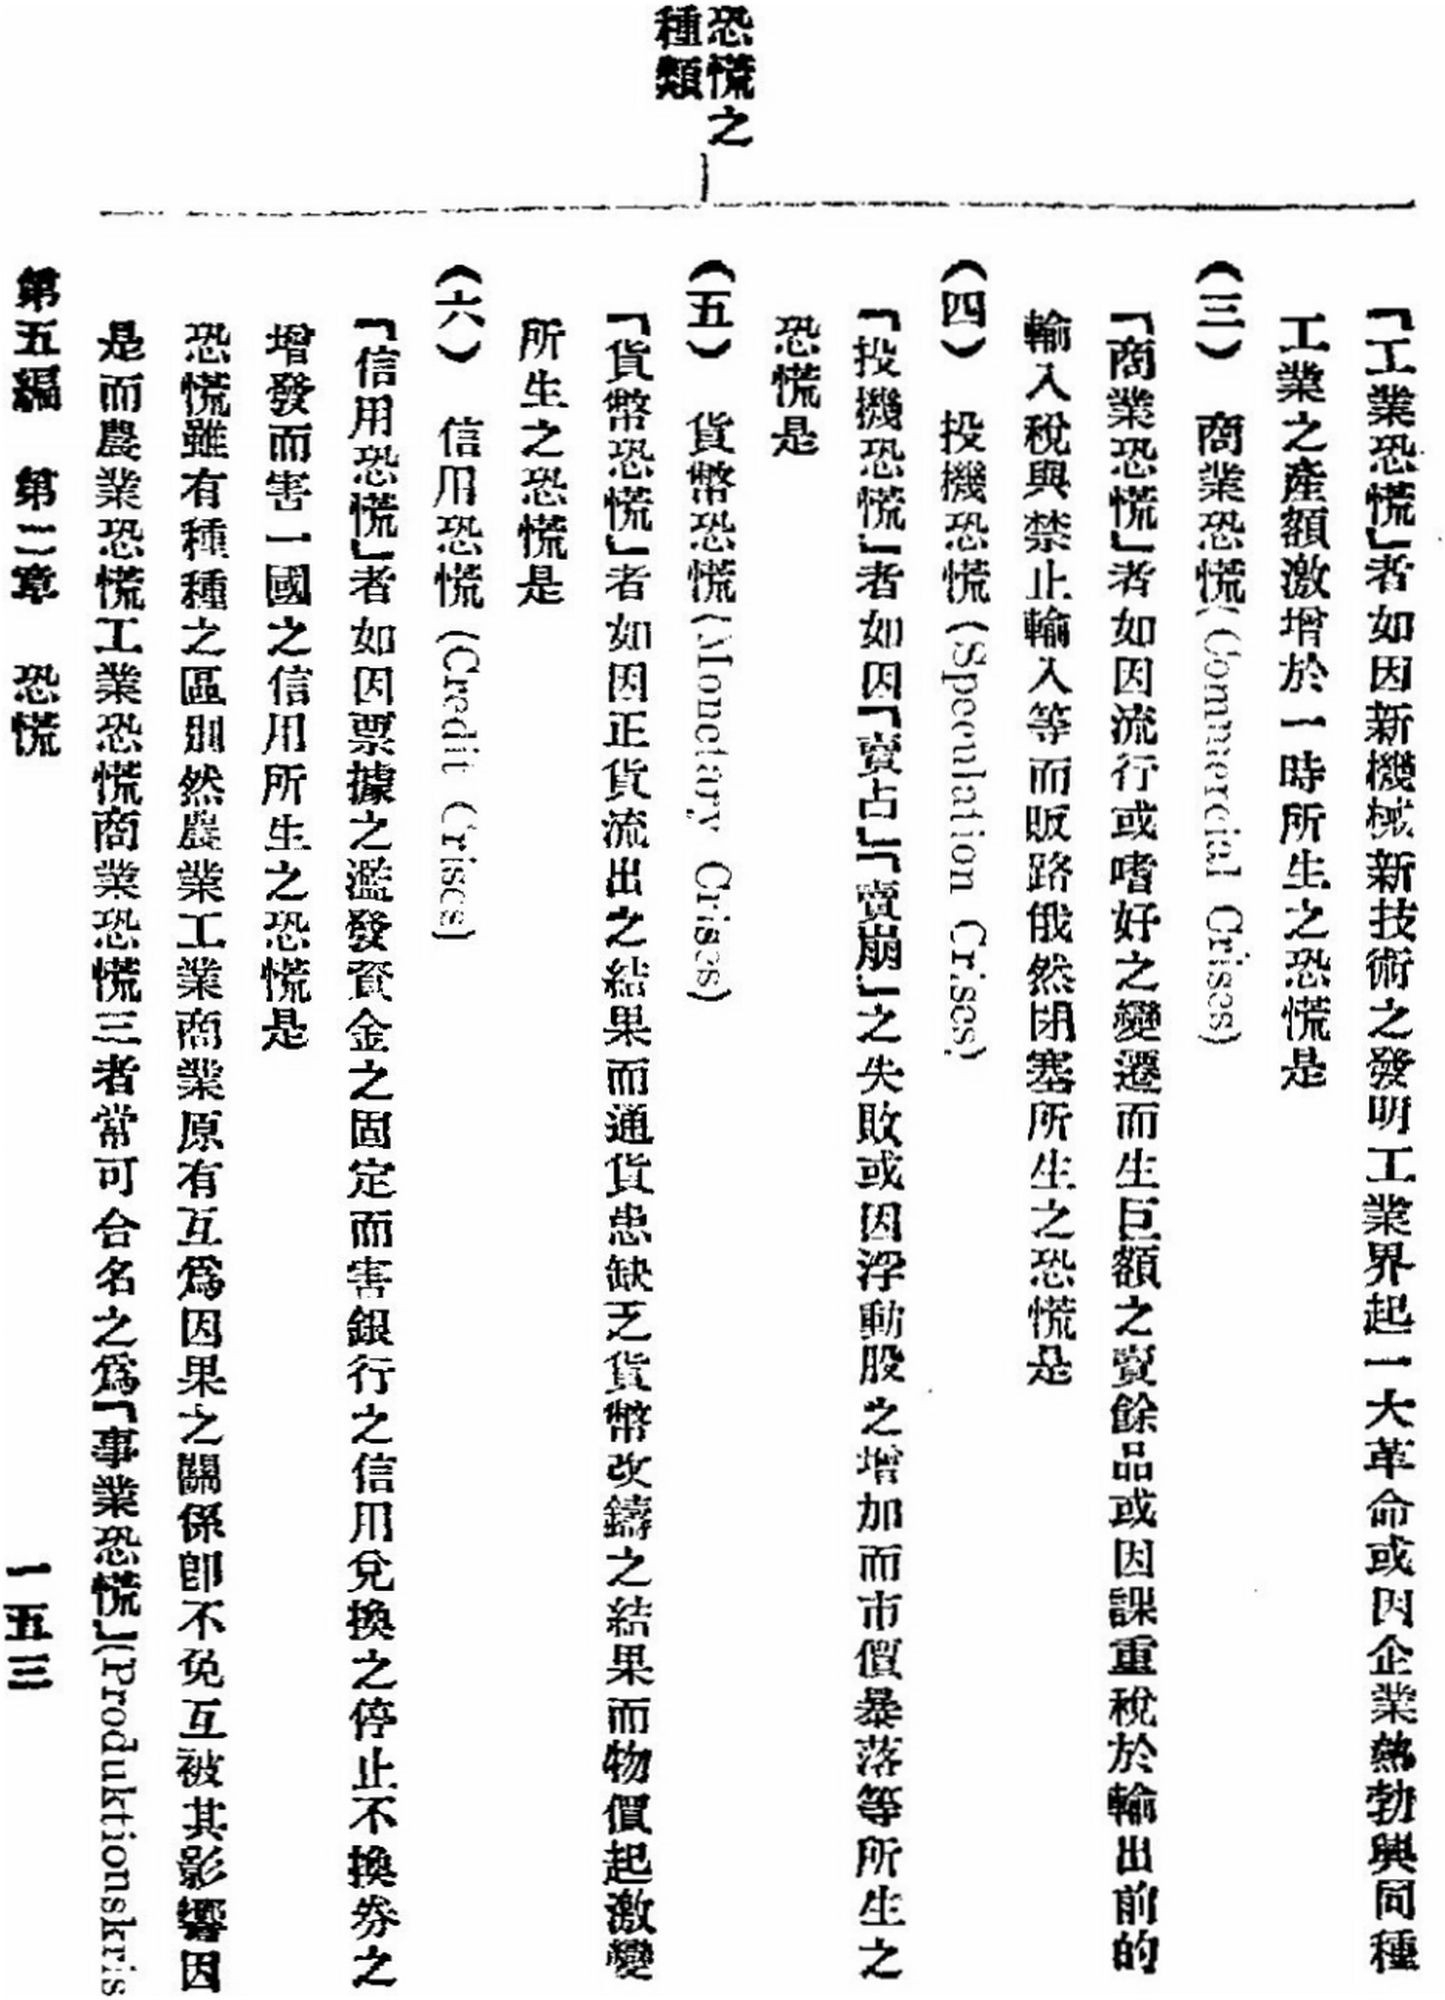 恐慌之
種類
『工業恐慌』者如因新機械新技術之發明工業界起一大革命或因企業熱勃興同種
工業之產額激增於一時所生之恐慌是
(三) 商業恐慌(Commercial Crises)
『商業恐慌』者如因流行或嗜好之變遷而生巨額之賣餘品或因課重稅於輸出前的
輸入稅與禁止輸入等而販路俄然閉塞所生之恐慌是
(四) 投機恐慌(Speculation Crises)
『投機恐慌』者如因『賣占』『賣崩』之失敗或因浮動股之增加而市價暴落等所生之
恐慌是
(五) 貨幣恐慌(Monetary Crises)
『貨幣恐慌』者如因正貨流出之結果而通貨患缺乏貨幣改鑄之結果而物價起激變
所生之恐慌是
(六) 信用恐慌(Credit Crises)
『信用恐慌』者如因票據之濫發資金之固定而害銀行之信用兌換之停止不換券之
增發而害一國之信用所生之恐慌是
恐慌雖有種種之區別然農業工業商業原有互爲因果之關係卽不免互被其影響因
是而農業恐慌工業恐慌商業恐慌三者常可合名之爲『事業恐慌』(Produktionskris
第五編 第二章 恐慌
一五三